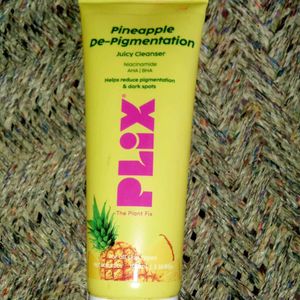 Pineapple
De-Pigmentation
Juicy Cleanser
Niacinamide
AHA | BHA
Helps reduce pigmentation
& dark spots
PLiX
The Plant Fix